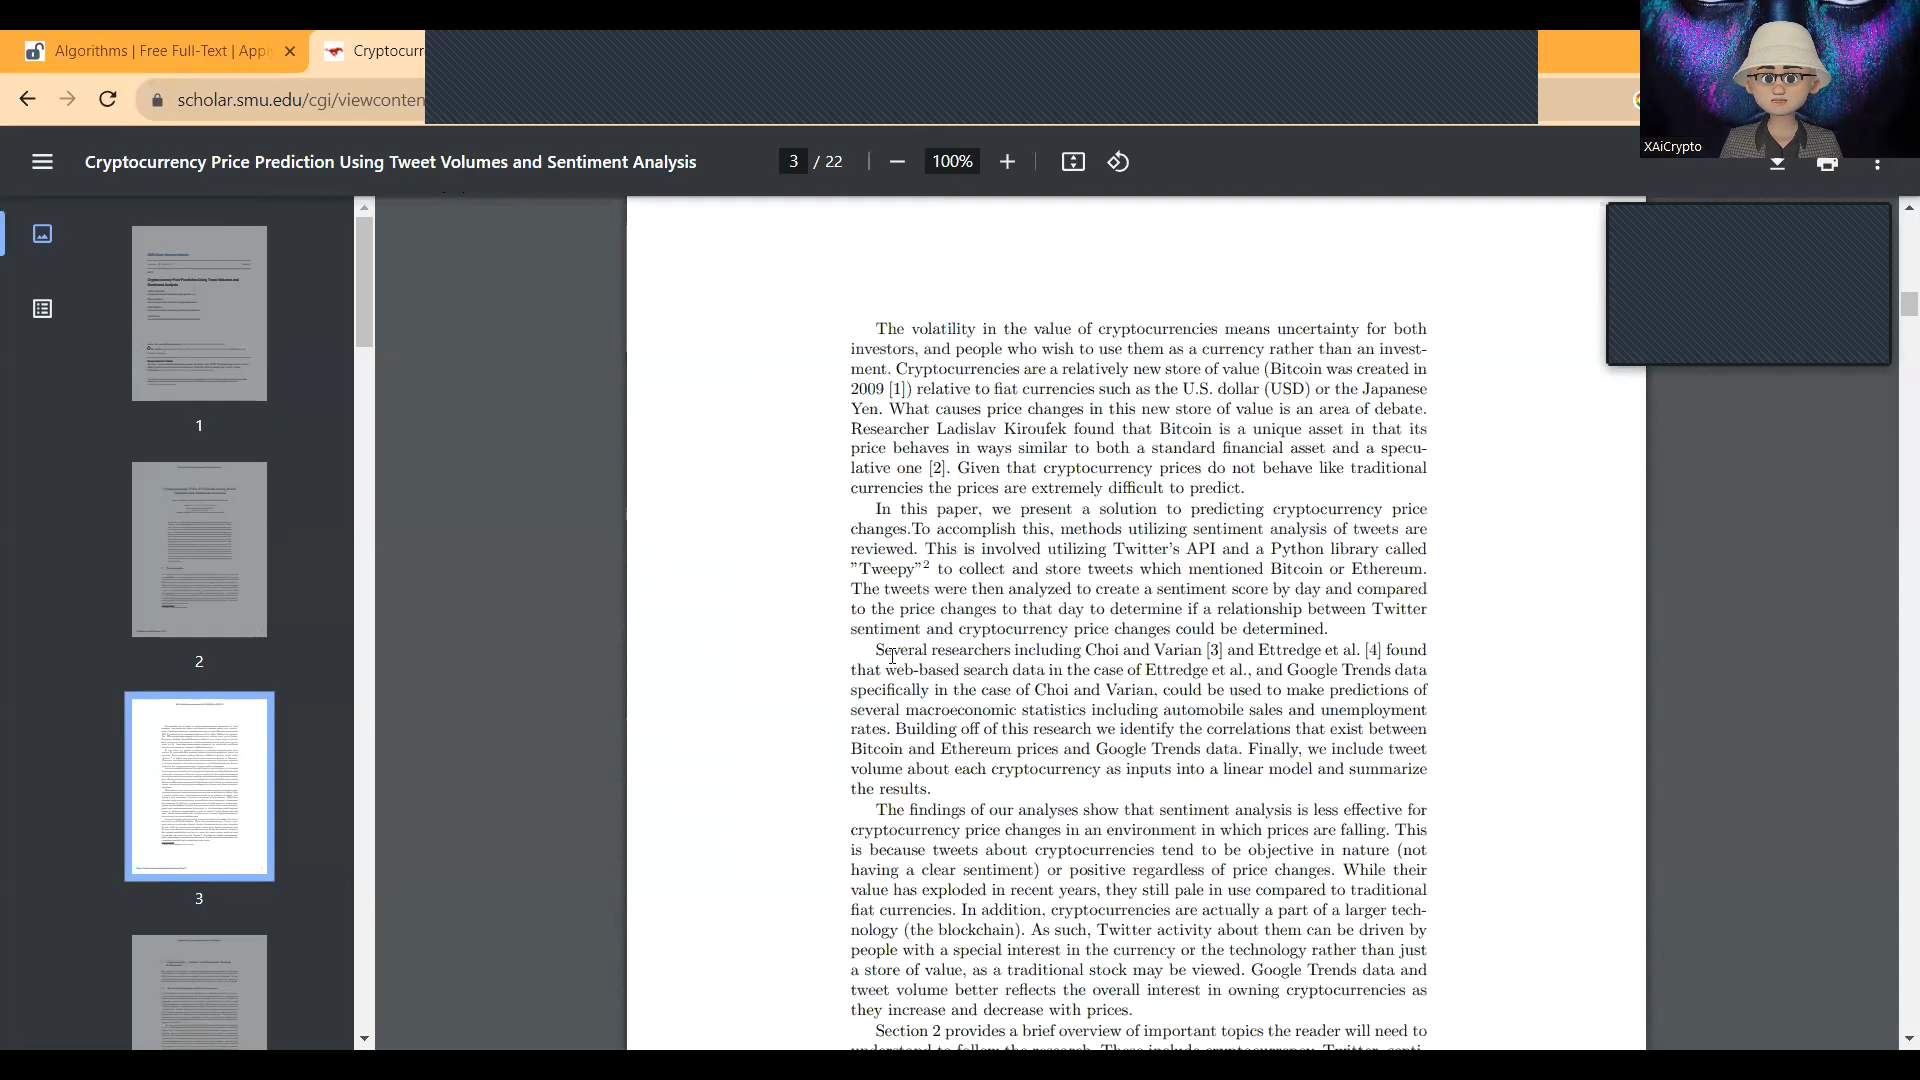 Algorithms | Free Full-Text | Appl
Cryptocurr
scholar.smu.edu/cgi/viewconten
XAiCrypto
Cryptocurrency Price Prediction Using Tweet Volumes and Sentiment Analysis
3 / 22
100%
1
2
3
The volatility in the value of cryptocurrencies means uncertainty for both
investors, and people who wish to use them as a currency rather than an invest-
ment. Cryptocurrencies are a relatively new store of value (Bitcoin was created in
2009 [1]) relative to fiat currencies such as the U.S. dollar (USD) or the Japanese
Yen. What causes price changes in this new store of value is an area of debate.
Researcher Ladislav Kiroufek found that Bitcoin is a unique asset in that its
price behaves in ways similar to both a standard financial asset and a specu-
lative one [2]. Given that cryptocurrency prices do not behave like traditional
currencies the prices are extremely difficult to predict.
In this paper, we present a solution to predicting cryptocurrency price
changes.To accomplish this, methods utilizing sentiment analysis of tweets are
reviewed. This is involved utilizing Twitter's API and a Python library called
"Tweepy"2 to collect and store tweets which mentioned Bitcoin or Ethereum.
The tweets were then analyzed to create a sentiment score by day and compared
to the price changes to that day to determine if a relationship between Twitter
sentiment and cryptocurrency price changes could be determined.
Several researchers including Choi and Varian [3] and Ettredge et al. [4] found
that web-based search data in the case of Ettredge et al., and Google Trends data
specifically in the case of Choi and Varian, could be used to make predictions of
several macroeconomic statistics including automobile sales and unemployment
rates. Building off of this research we identify the correlations that exist between
Bitcoin and Ethereum prices and Google Trends data. Finally, we include tweet
volume about each cryptocurrency as inputs into a linear model and summarize
the results.
The findings of our analyses show that sentiment analysis is less effective for
cryptocurrency price changes in an environment in which prices are falling. This
is because tweets about cryptocurrencies tend to be objective in nature (not
having a clear sentiment) or positive regardless of price changes. While their
value has exploded in recent years, they still pale in use compared to traditional
fiat currencies. In addition, cryptocurrencies are actually a part of a larger tech-
nology (the blockchain). As such, Twitter activity about them can be driven by
people with a special interest in the currency or the technology rather than just
a store of value, as a traditional stock may be viewed. Google Trends data and
tweet volume better reflects the overall interest in owning cryptocurrencies as
they increase and decrease with prices.
Section 2 provides a brief overview of important topics the reader will need to